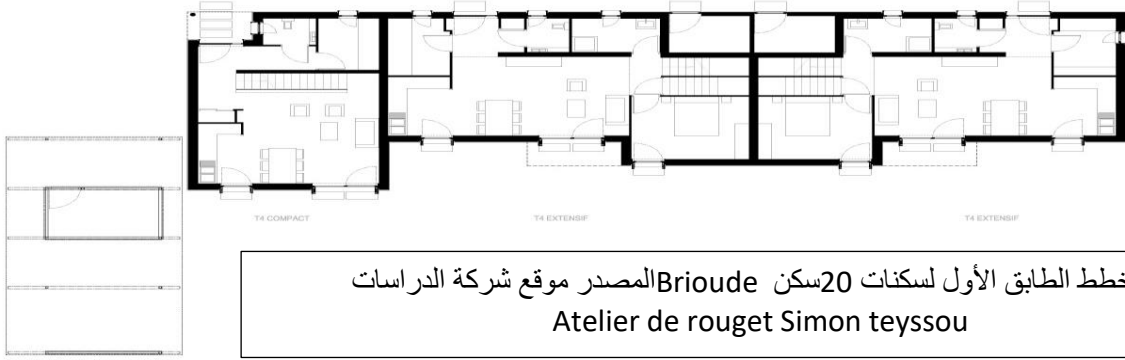 T4 COMPACT
T4 EXTENSIF
T4 EXTENSIF
خطط الطابق الأول لسكنات 20سكن Brioudeالمصدر موقع شركة الدراسات
Atelier de rouget Simon teyssou